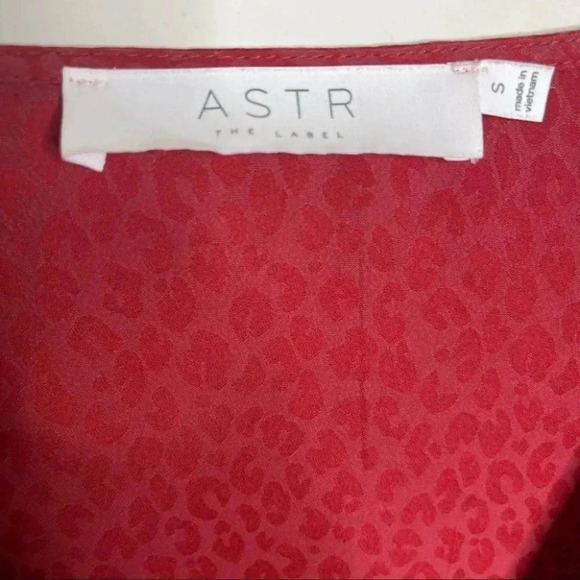 ASTR
THE LABEL
S
made in
vietnam